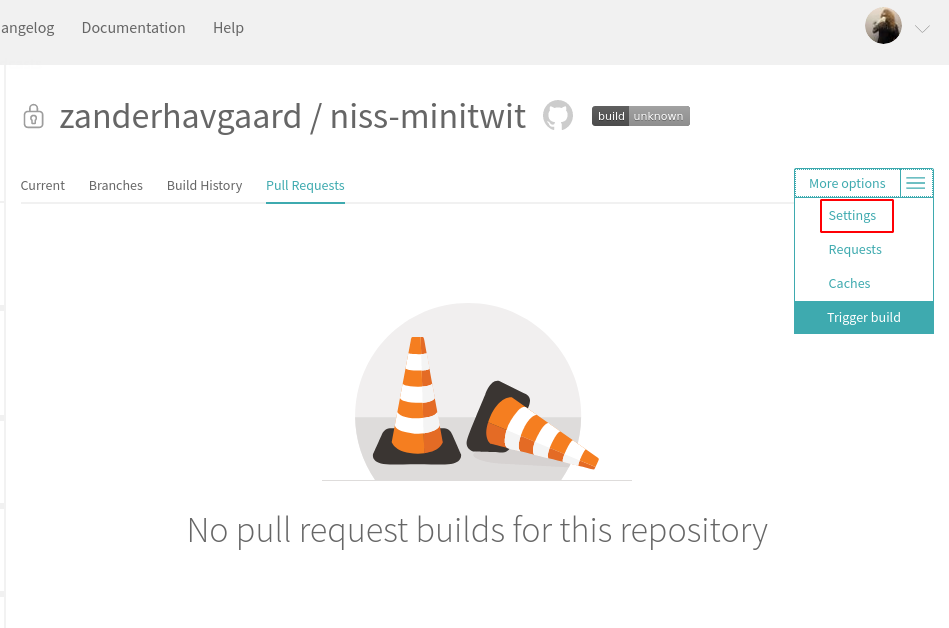 angelog Documentation Help
zanderhavgaard / niss-minitwit build unknown
Current Branches Build History Pull Requests More options
Settings
Requests
Caches
Trigger build
No pull request builds for this repository